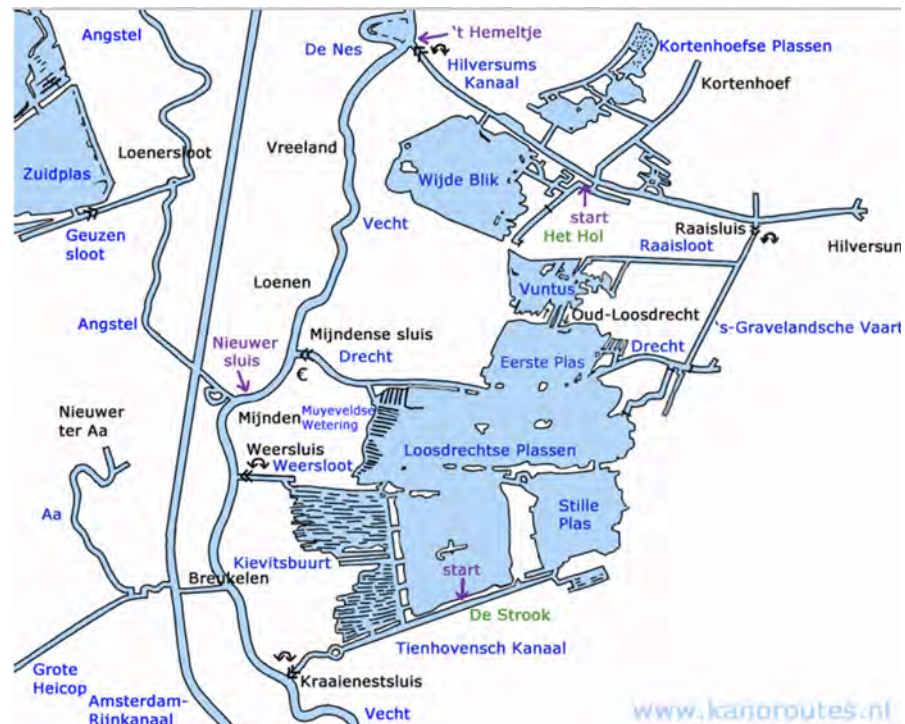 Angstel
De Nes
't Hemeltje
Hilversums
Kanaal
Kortenhoefse Plassen
Kortenhoef
Loenersloot
Vreeland
Zuidplas
Wijde Blik
start
Het Hol
Vecht
Geuzen
sloot
Raaisluis
Raaisloot
Hilversum
Loenen
Vuntus
Angstel
Nieuwer
sluis
Mijndense sluis
€
Drecht
Oud-Loosdrecht
Eerste Plas
Drecht
's-Gravelandsche Vaart
Nieuwer
ter Aa
Mijnden
Muyeveldse
Wetering
Weersluis
Weersloot
Loosdrechtse Plassen
Aa
Stille
Plas
Kievitsbuurt
start
Breukelen
De Strook
Tienhovensch Kanaal
Grote
Heicop
Kraaienestsluis
Amsterdam-
Rijnkanaal
Vecht
www.kanoroutes.nl